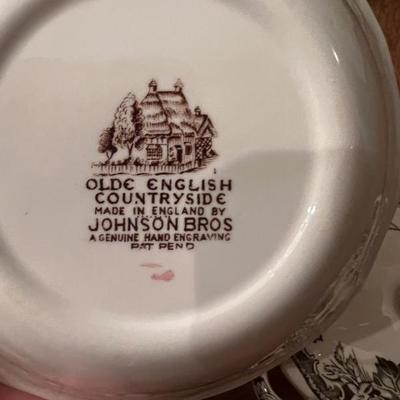 OLDE ENGLISH
COUNTRYSIDE
MADE IN ENGLAND BY
JOHNSON BROS
A GENUINE HAND ENGRAVING
PAT PEND